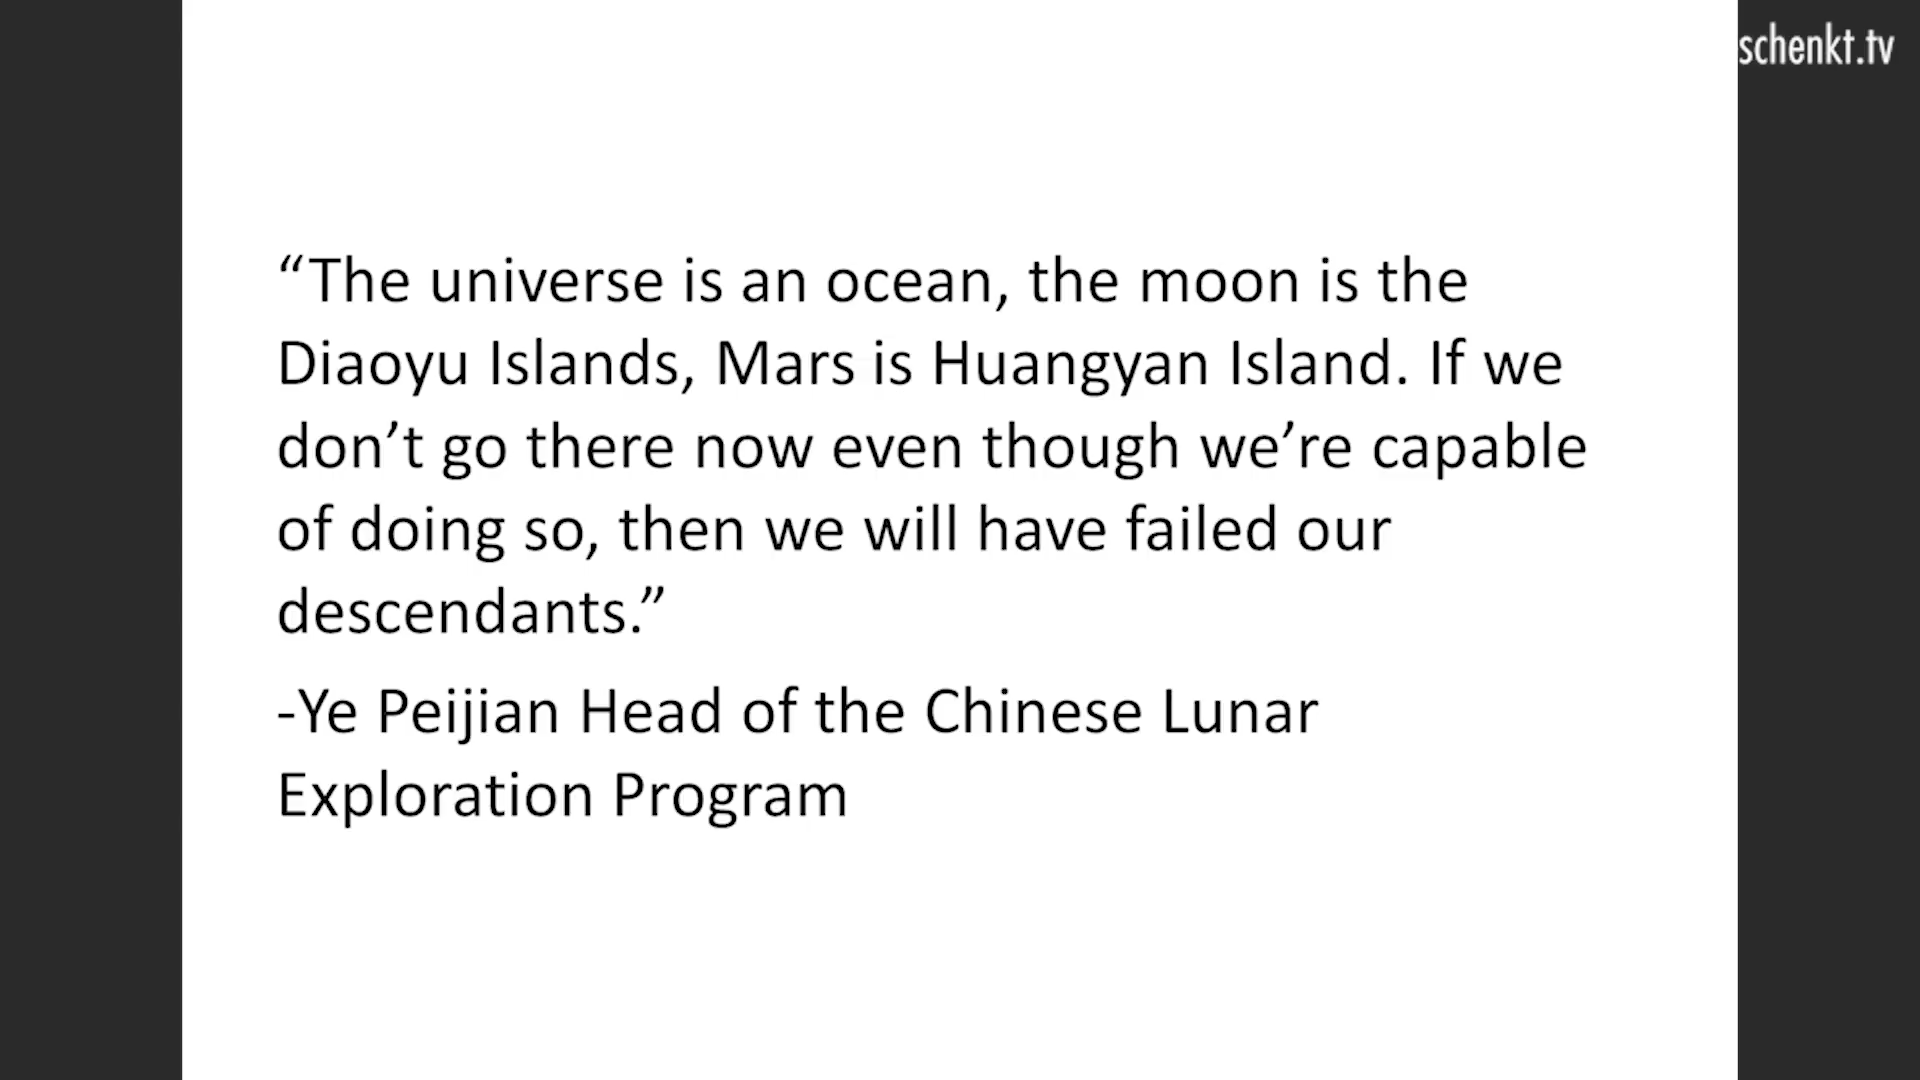 schenkt.tv
“The universe is an ocean, the moon is the
Diaoyu Islands, Mars is Huangyan Island. If we
don’t go there now even though we’re capable
of doing so, then we will have failed our
descendants.”
-Ye Peijian Head of the Chinese Lunar
Exploration Program